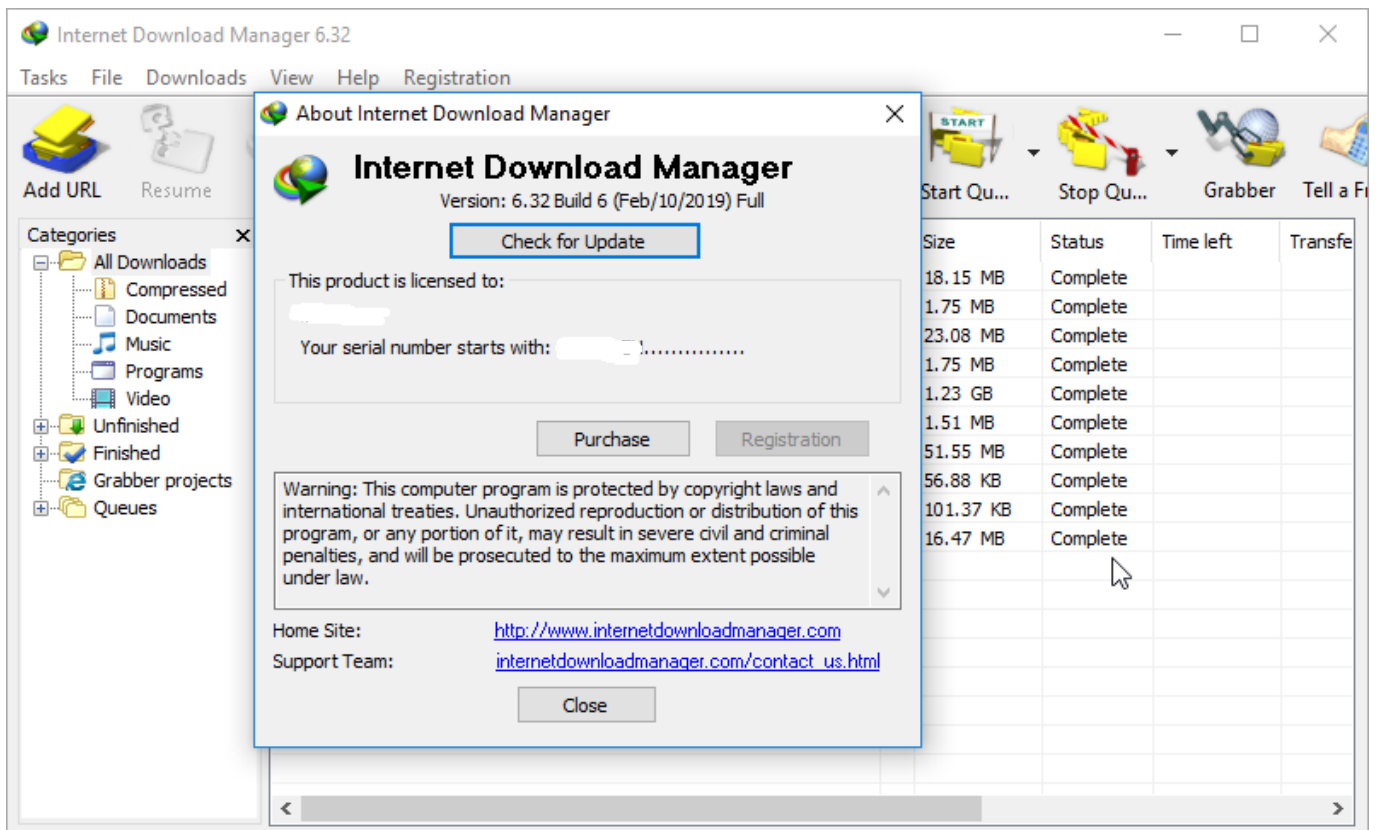 Internet Download Manager 6.32
Tasks File Downloads View Help Registration
Add URL
Resume
Start Qu...
Stop Qu...
Grabber
Tell a
START
About Internet Download Manager
Internet Download Manager
Version: 6.32 Build 6 (Feb/10/2019) Full
Check for Update
This product is licensed to:
Your serial number starts with: ...............
Purchase
Registration
Warning: This computer program is protected by copyright laws and
international treaties. Unauthorized reproduction or distribution of this
program, or any portion of it, may result in severe civil and criminal
penalties, and will be prosecuted to the maximum extent possible
under law.
Home Site: http://www.internetdownloadmanager.com
Support Team: internetdownloadmanager.com/contact_us.html
Close
Categories
All Downloads
Compressed
Documents
Music
Programs
Video
Unfinished
Finished
Grabber projects
Queues
Size Status Time left Transfe
18.15 MB Complete
1.75 MB Complete
23.08 MB Complete
1.75 MB Complete
1.23 GB Complete
1.51 MB Complete
51.55 MB Complete
56.88 KB Complete
101.37 KB Complete
16.47 MB Complete